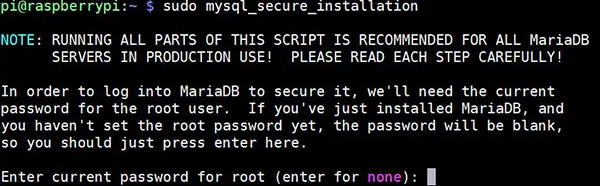 pi@raspberrypi:~ $ sudo mysql_secure_installation
NOTE: RUNNING ALL PARTS OF THIS SCRIPT IS RECOMMENDED FOR ALL MariaDB
SERVERS IN PRODUCTION USE!  PLEASE READ EACH STEP CAREFULLY!
In order to log into MariaDB to secure it, we'll need the current
password for the root user.  If you've just installed MariaDB, and
you haven't set the root password yet, the password will be blank,
so you should just press enter here.
Enter current password for root (enter for none):